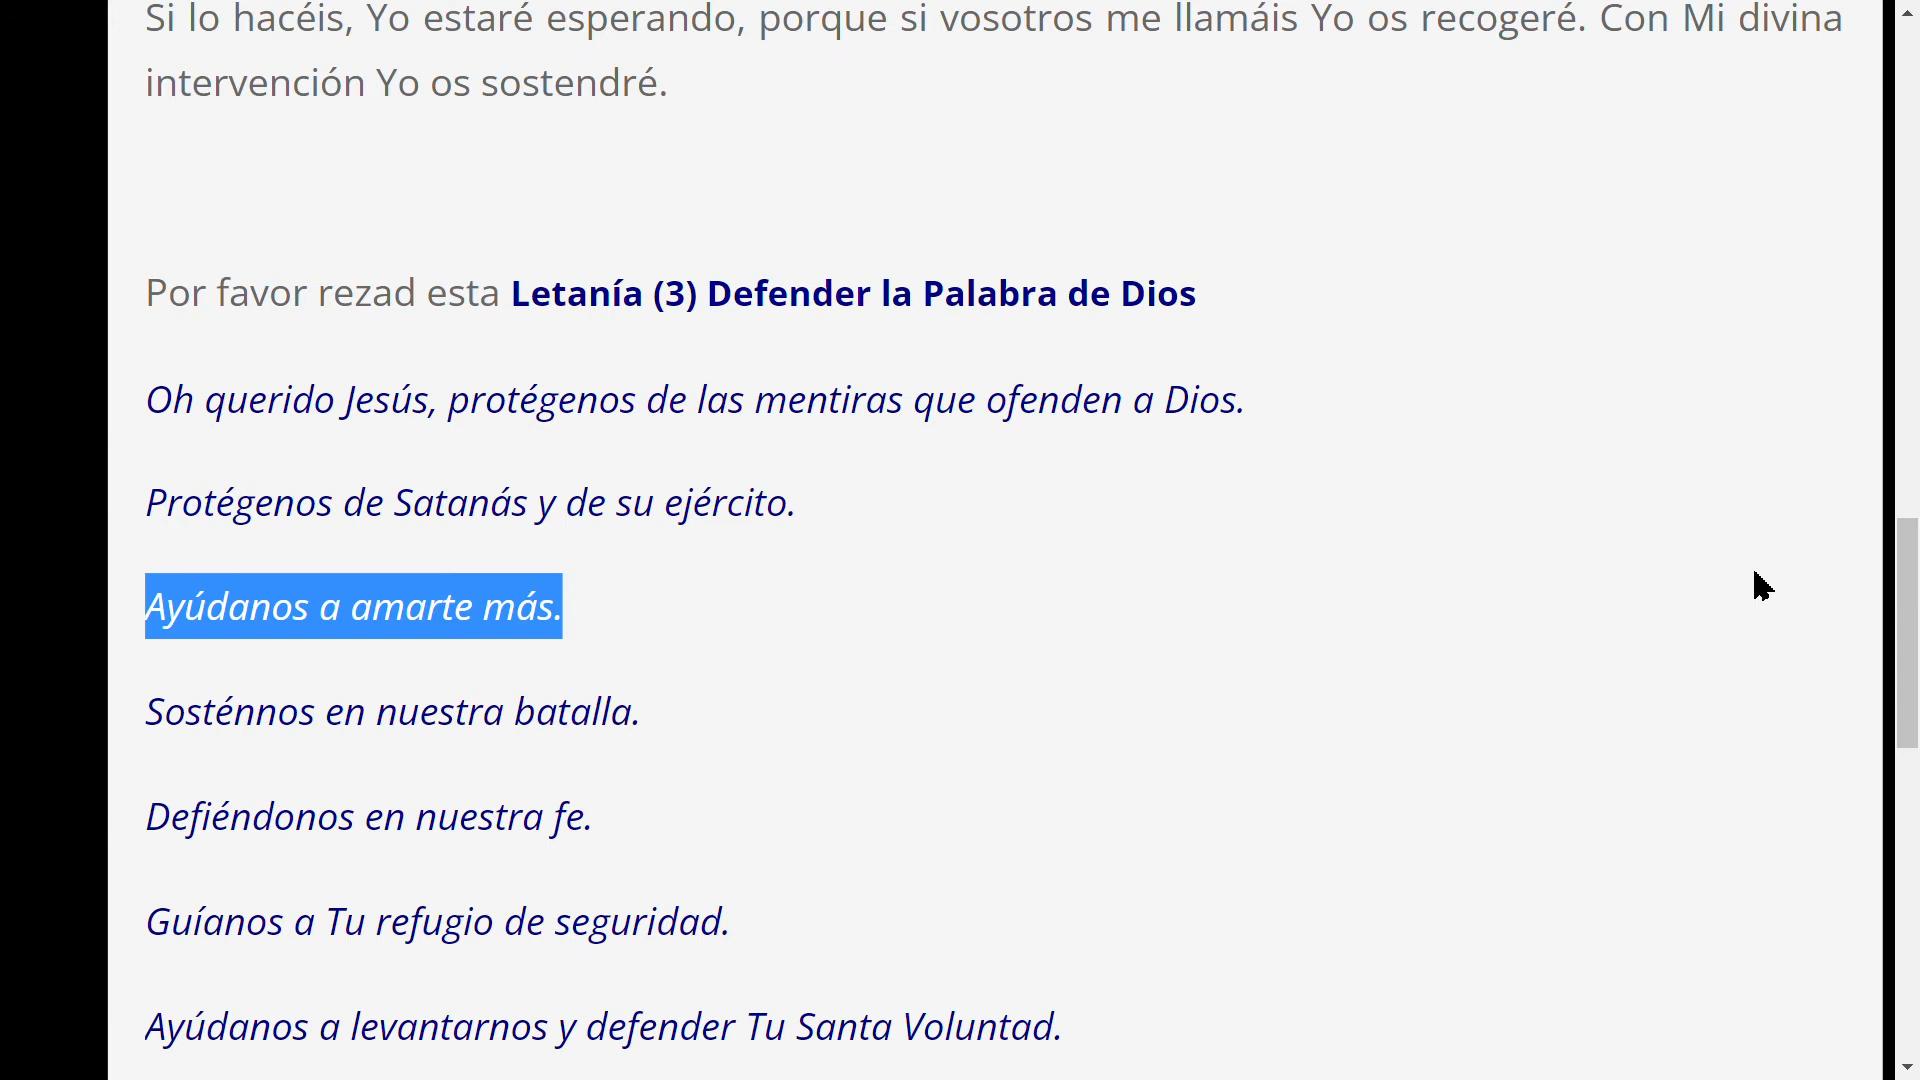 Si lo hacéis, Yo estaré esperando, porque si vosotros me llamáis Yo os recogeré. Con Mi divina
intervención Yo os sostendré.
Por favor rezad esta Letanía (3) Defender la Palabra de Dios
Oh querido Jesús, protégenos de las mentiras que ofenden a Dios.
Protégenos de Satanás y de su ejército.
Ayúdanos a amarte más.
Sosténnos en nuestra batalla.
Defiéndonos en nuestra fe.
Guíanos a Tu refugio de seguridad.
Ayúdanos a levantarnos y defender Tu Santa Voluntad.